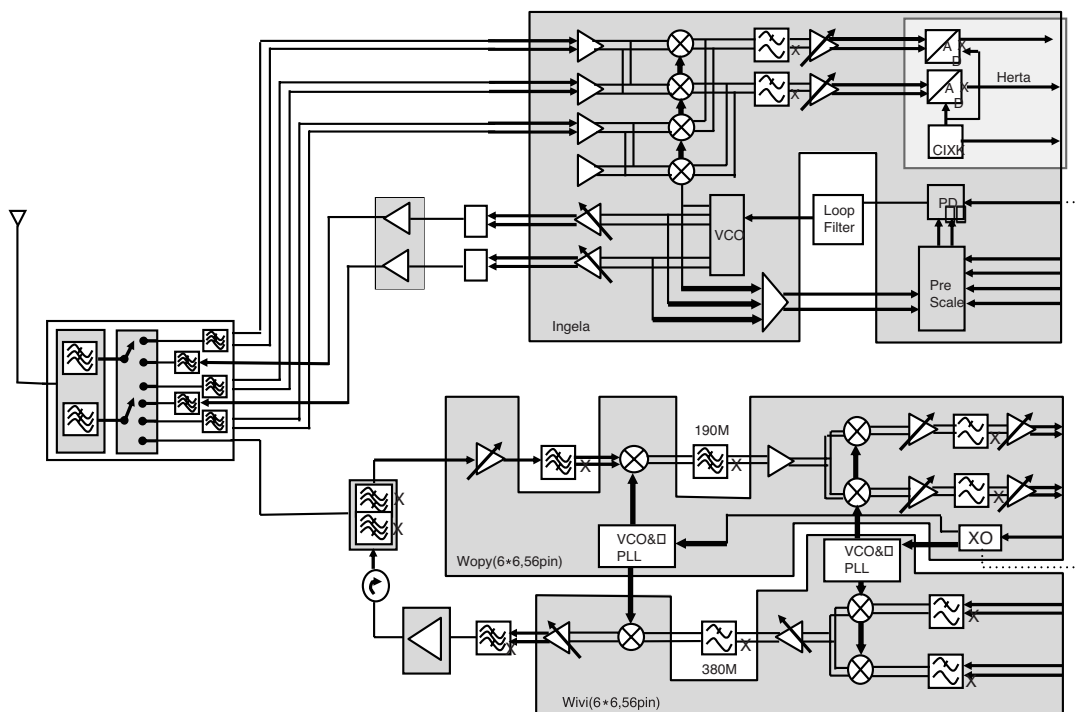 A
D
Herta
A
D
CIXK
PD
Loop
Filter
VCO
Pre
Scale
Ingela
190M
VCO&□
PLL
XO
VCO&□
PLL
Wopy(6*6,56pin)
380M
Wivi(6*6,56pin)